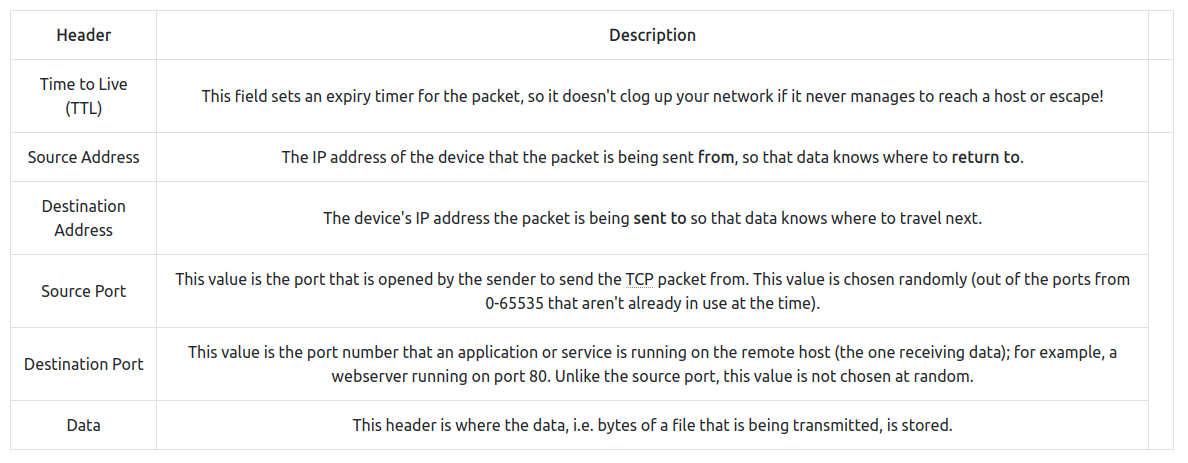 Header Description
Time to Live
(TTL)
This field sets an expiry timer for the packet, so it doesn't clog up your network if it never manages to reach a host or escape!
Source Address
The IP address of the device that the packet is being sent from, so that data knows where to return to.
Destination
Address
The device's IP address the packet is being sent to so that data knows where to travel next.
Source Port
This value is the port that is opened by the sender to send the TCP packet from. This value is chosen randomly (out of the ports from
0-65535 that aren't already in use at the time).
Destination Port
This value is the port number that an application or service is running on the remote host (the one receiving data); for example, a
webserver running on port 80. Unlike the source port, this value is not chosen at random.
Data
This header is where the data, i.e. bytes of a file that is being transmitted, is stored.